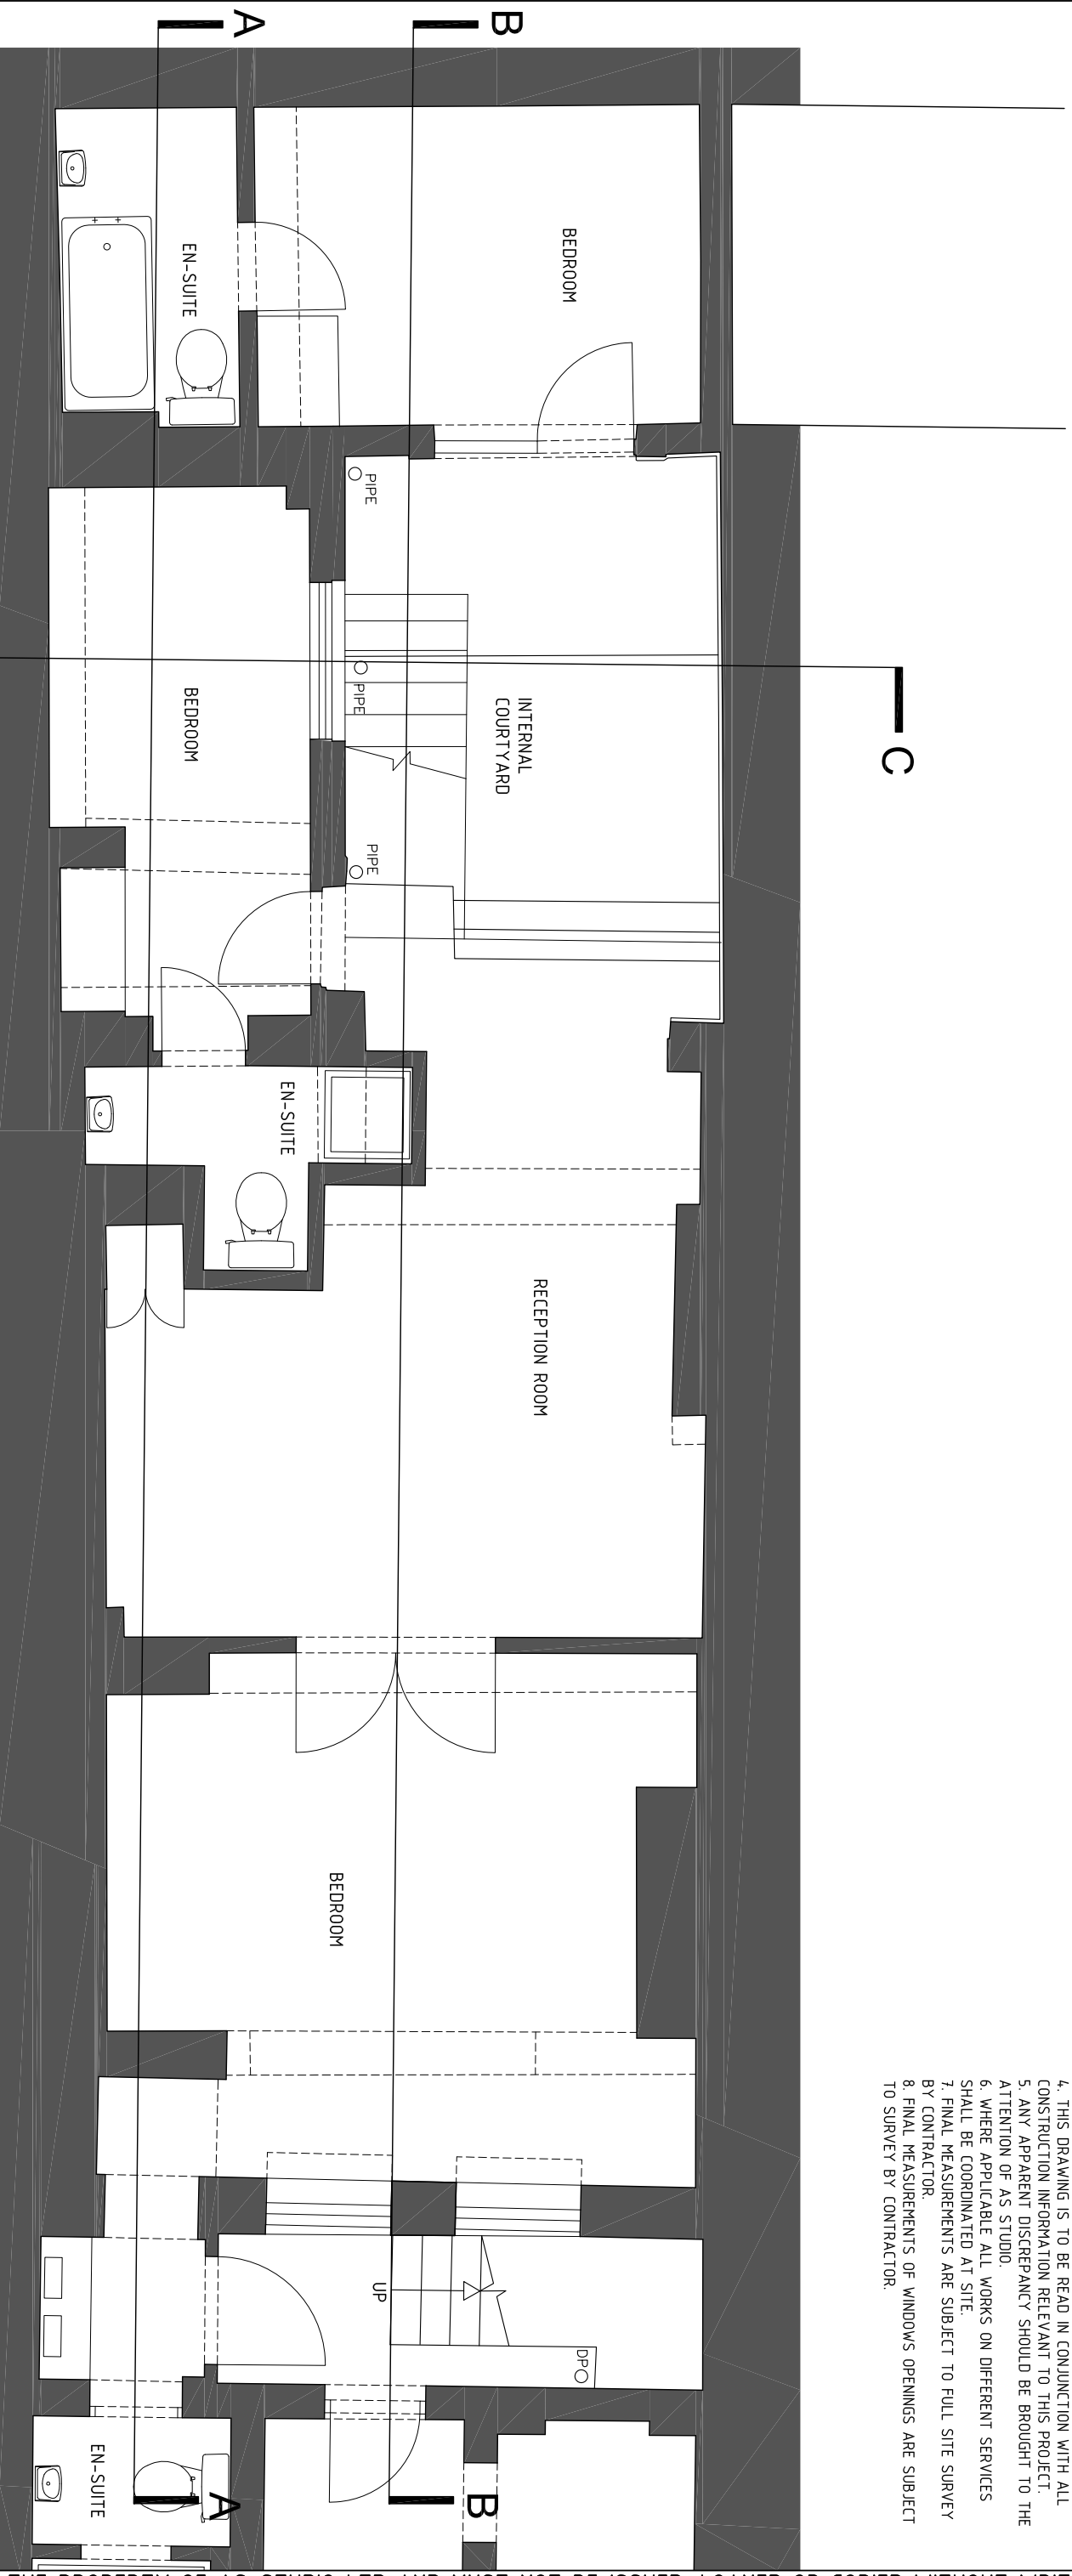 A
B
C
BEDROOM
EN-SUITE
PIPE
INTERNAL
COURTYARD
PIPE
BEDROOM
PIPE
EN-SUITE
RECEPTION ROOM
BEDROOM
UP
DP
EN-SUITE
A
B
4. THIS DRAWING IS TO BE READ IN CONJUNCTION WITH ALL
CONSTRUCTION INFORMATION RELEVANT TO THIS PROJECT.
5. ANY APPARENT DISCREPANCY SHOULD BE BROUGHT TO THE
ATTENTION OF AS STUDIO.
6. WHERE APPLICABLE ALL WORKS ON DIFFERENT SERVICES
SHALL BE COORDINATED AT SITE.
7. FINAL MEASUREMENTS ARE SUBJECT TO FULL SITE SURVEY
BY CONTRACTOR.
8. FINAL MEASUREMENTS OF WINDOWS OPENINGS ARE SUBJECT
TO SURVEY BY CONTRACTOR.